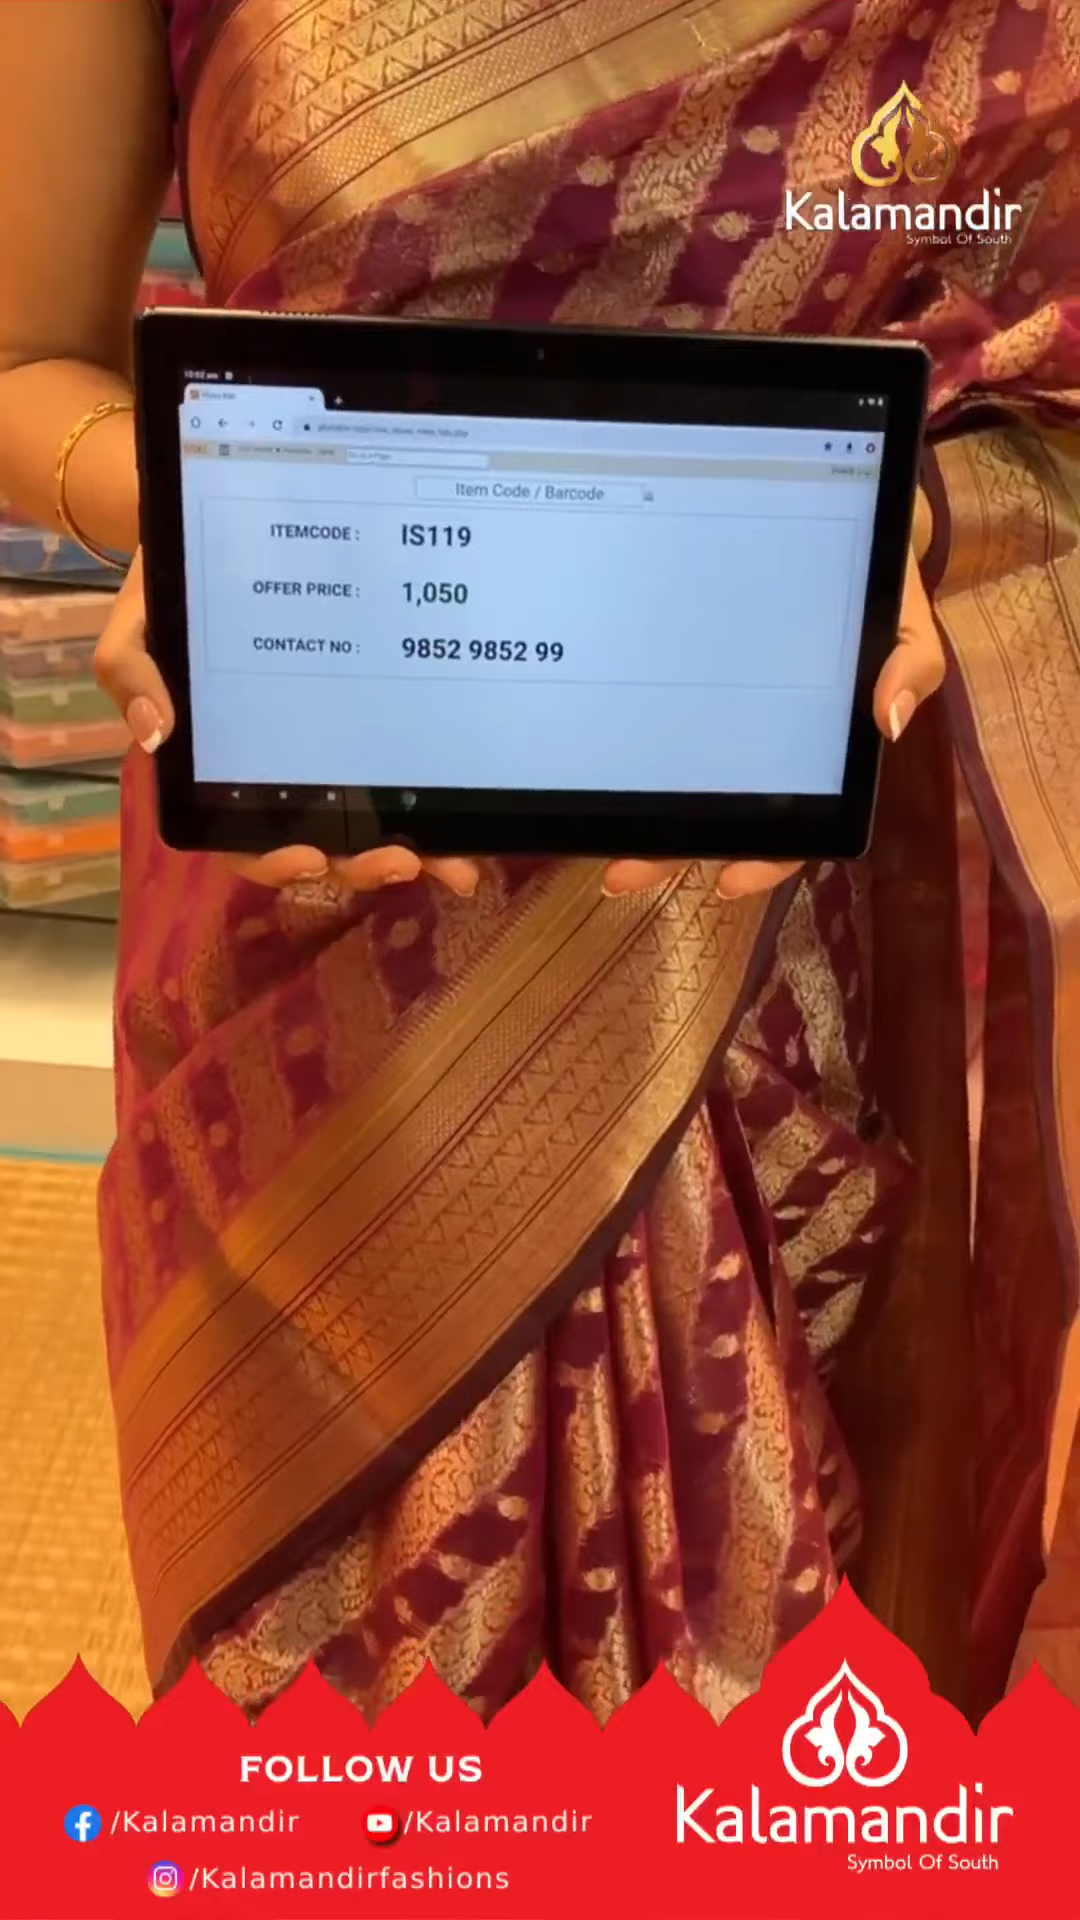 Kalamandir
Symbol Of South
Item Code / Barcode
ITEMCODE : IS119
OFFER PRICE : 1,050
CONTACT NO : 9852 9852 99
FOLLOW US
/Kalamandir /Kalamandir
/Kalamandirfashions
Kalamandir
Symbol Of South